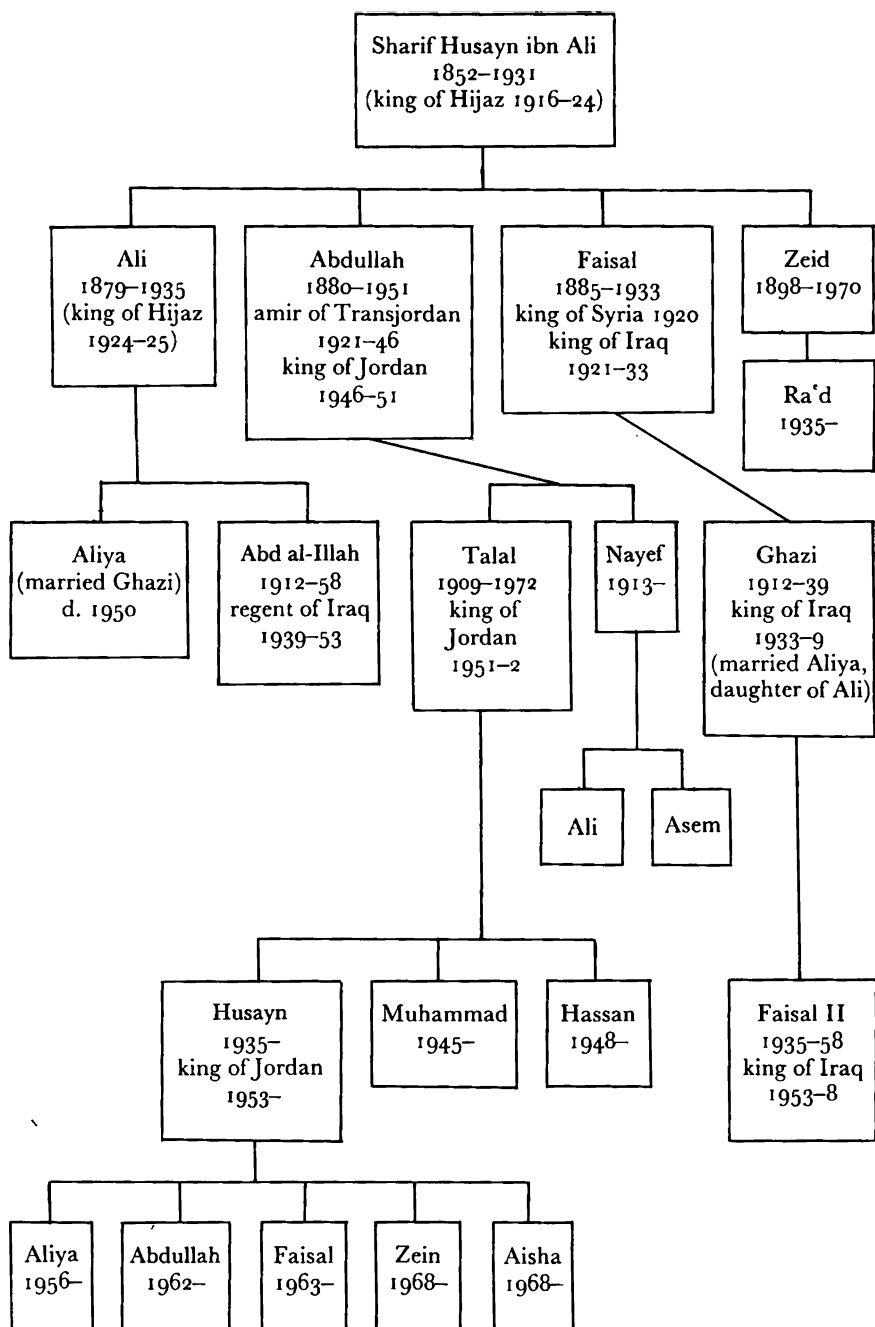 Sharif Husayn ibn Ali
1852–1931
(king of Hijaz 1916–24)
Ali
1879–1935
(king of Hijaz
1924–25)
Abdullah
1880–1951
amir of Transjordan
1921–46
king of Jordan
1946–51
Faisal
1885–1933
king of Syria 1920
king of Iraq
1921–33
Zeid
1898–1970
Ra'd
1935–
Aliya
(married Ghazi)
d. 1950
Abd al-Illah
1912–58
regent of Iraq
1939–53
Talal
1909–1972
king of
Jordan
1951–2
Nayef
1913–
Ghazi
1912–39
king of Iraq
1933–9
(married Aliya,
daughter of Ali)
Ali
Asem
Husayn
1935–
king of Jordan
1953–
Muhammad
1945–
Hassan
1948–
Faisal II
1935–58
king of Iraq
1953–8
Aliya
1956–
Abdullah
1962–
Faisal
1963–
Zein
1968–
Aisha
1968–